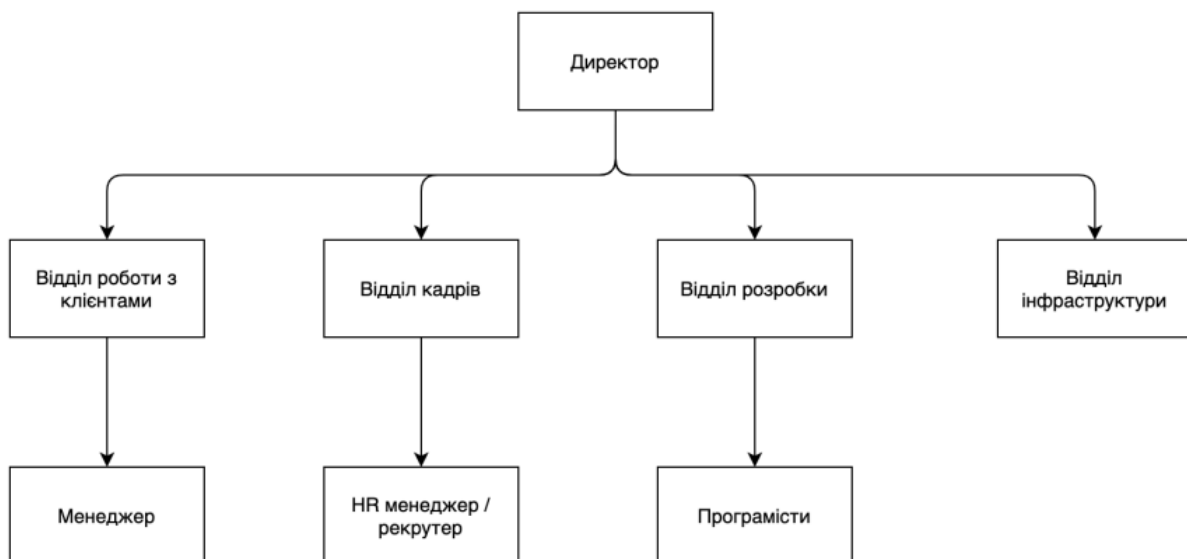 Директор
Відділ роботи з
клієнтами
Відділ кадрів
Відділ розробки
Відділ
інфраструктури
Менеджер
HR менеджер /
рекрутер
Програмісти